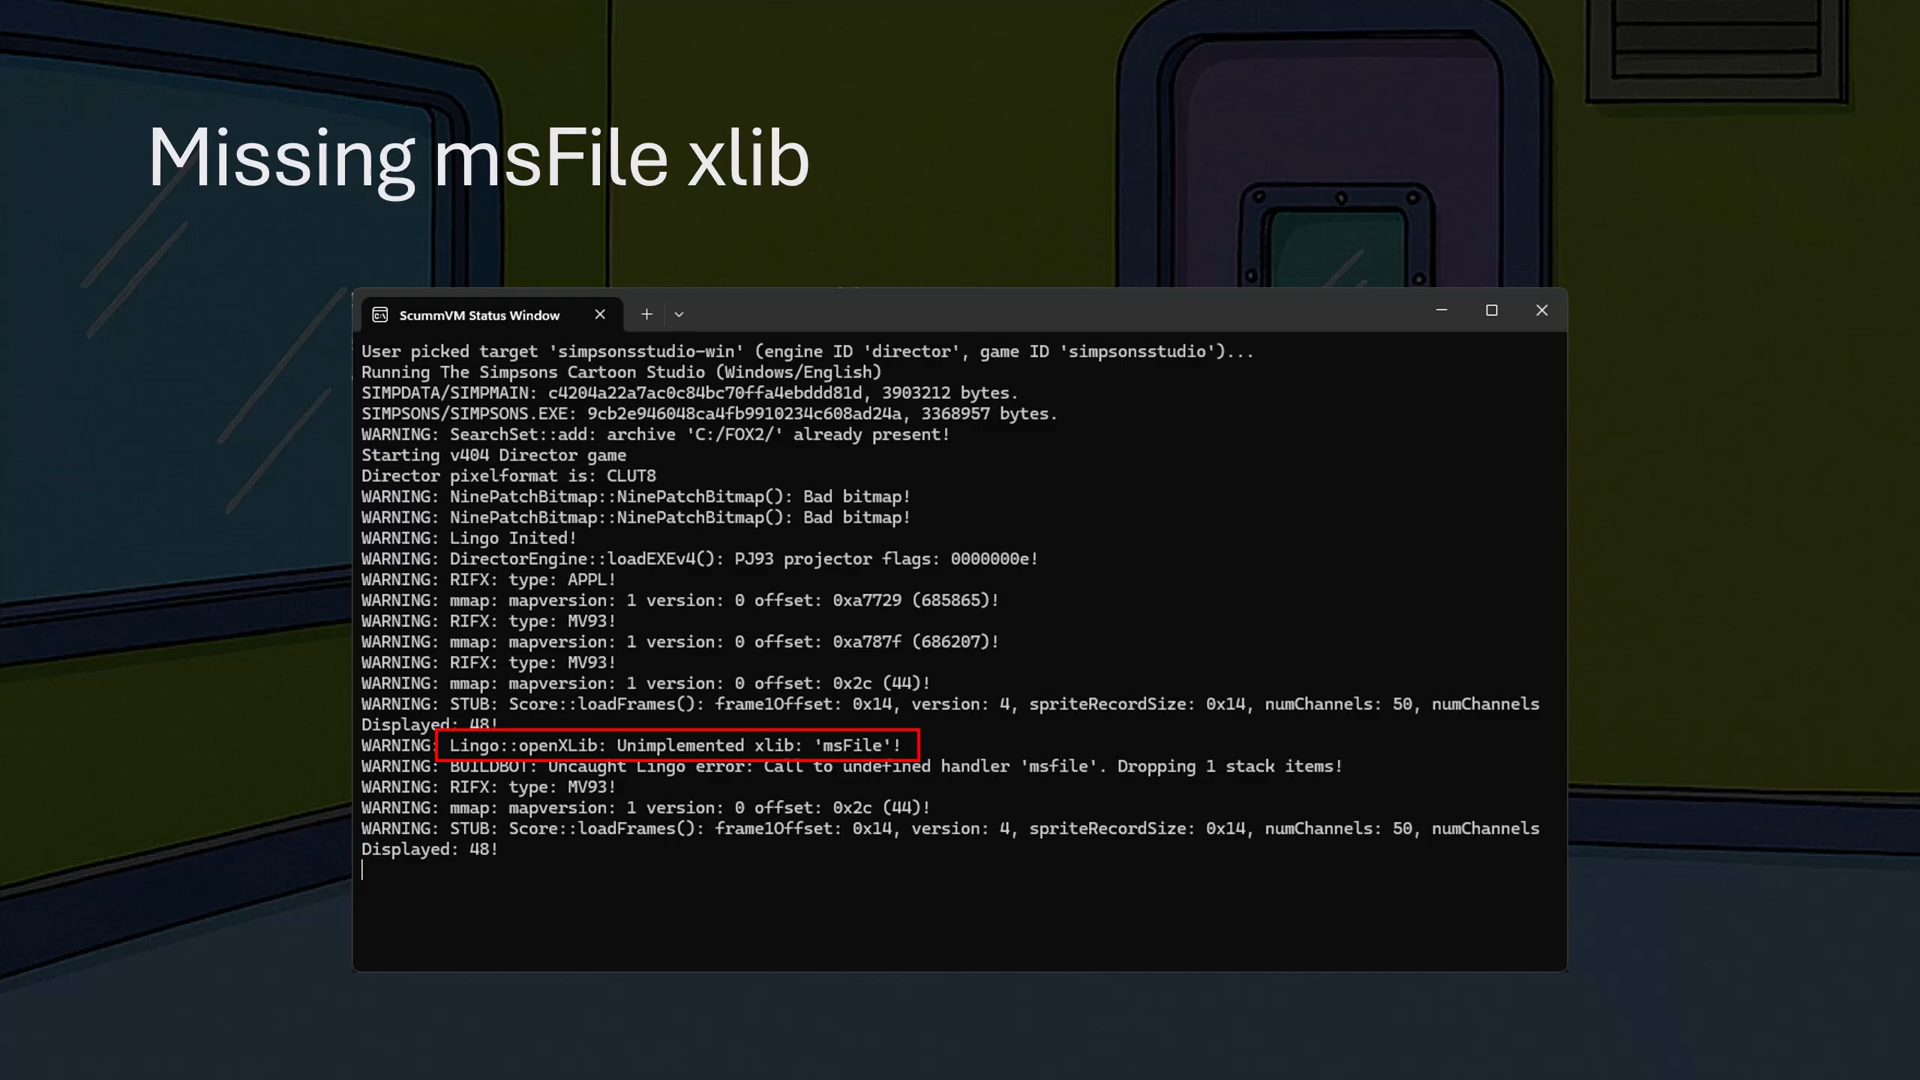 Missing msFile xlib
ScummVM Status Window
User picked target 'simpsonsstudio-win' (engine ID 'director', game ID 'simpsonsstudio')...
Running The Simpsons Cartoon Studio (Windows/English)
SIMPDATA/SIMPMAIN: c4204a22a7ac0c84bc70ffa4ebddd81d, 3903212 bytes.
SIMPSONS/SIMPSONS.EXE: 9cb2e946048ca4fb9910234c608ad24a, 3368957 bytes.
WARNING: SearchSet::add: archive 'C:/FOX2/' already present!
Starting v404 Director game
Director pixelformat is: CLUT8
WARNING: NinePatchBitmap::NinePatchBitmap(): Bad bitmap!
WARNING: NinePatchBitmap::NinePatchBitmap(): Bad bitmap!
WARNING: Lingo Inited!
WARNING: DirectorEngine::loadEXEv4(): PJ93 projector flags: 0000000e!
WARNING: RIFX: type: APPL!
WARNING: mmap: mapversion: 1 version: 0 offset: 0xa7729 (685865)!
WARNING: RIFX: type: MV93!
WARNING: mmap: mapversion: 1 version: 0 offset: 0xa787f (686207)!
WARNING: RIFX: type: MV93!
WARNING: mmap: mapversion: 1 version: 0 offset: 0x2c (44)!
WARNING: STUB: Score::loadFrames(): frame1Offset: 0x14, version: 4, spriteRecordSize: 0x14, numChannels: 50, numChannels
Displayed: 48!
WARNING: Lingo::openXLib: Unimplemented xlib: 'msFile'!
WARNING: BUILDBOT: Uncaught Lingo error: Call to undefined handler 'msfile'. Dropping 1 stack items!
WARNING: RIFX: type: MV93!
WARNING: mmap: mapversion: 1 version: 0 offset: 0x2c (44)!
WARNING: STUB: Score::loadFrames(): frame1Offset: 0x14, version: 4, spriteRecordSize: 0x14, numChannels: 50, numChannels
Displayed: 48!